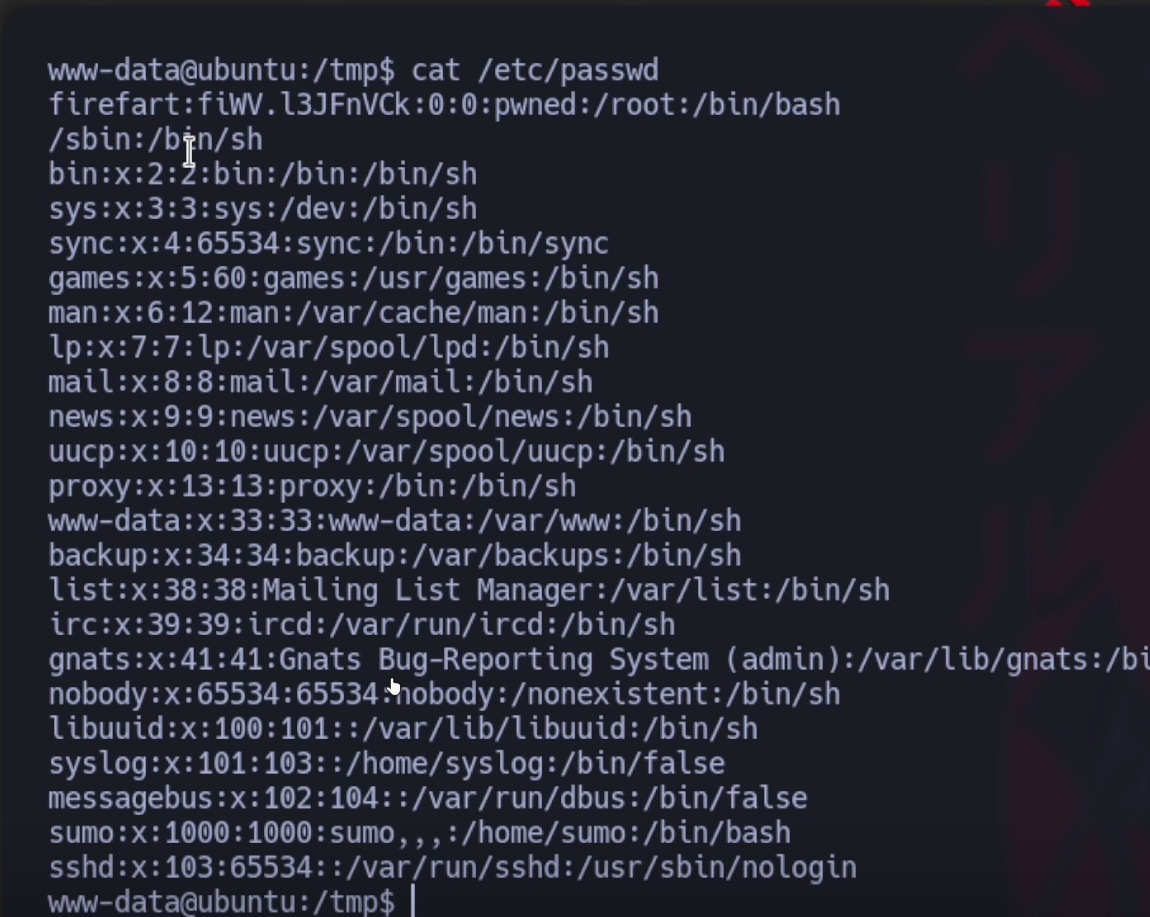 www-data@ubuntu:/tmp$ cat /etc/passwd
firefart:fiWV.l3JFnVCk:0:0:pwned:/root:/bin/bash
/sbin:/bin/sh
bin:x:2:2:bin:/bin:/bin/sh
sys:x:3:3:sys:/dev:/bin/sh
sync:x:4:65534:sync:/bin:/bin/sync
games:x:5:60:games:/usr/games:/bin/sh
man:x:6:12:man:/var/cache/man:/bin/sh
lp:x:7:7:lp:/var/spool/lpd:/bin/sh
mail:x:8:8:mail:/var/mail:/bin/sh
news:x:9:9:news:/var/spool/news:/bin/sh
uucp:x:10:10:uucp:/var/spool/uucp:/bin/sh
proxy:x:13:13:proxy:/bin:/bin/sh
www-data:x:33:33:www-data:/var/www:/bin/sh
backup:x:34:34:backup:/var/backups:/bin/sh
list:x:38:38:Mailing List Manager:/var/list:/bin/sh
irc:x:39:39:ircd:/var/run/ircd:/bin/sh
gnats:x:41:41:Gnats Bug-Reporting System (admin):/var/lib/gnats:/bi
nobody:x:65534:65534:nobody:/nonexistent:/bin/sh
libuuid:x:100:101::/var/lib/libuuid:/bin/sh
syslog:x:101:103::/home/syslog:/bin/false
messagebus:x:102:104::/var/run/dbus:/bin/false
sumo:x:1000:1000:sumo,,,:/home/sumo:/bin/bash
sshd:x:103:65534::/var/run/sshd:/usr/sbin/nologin
www-data@ubuntu:/tmp$
ベリアル